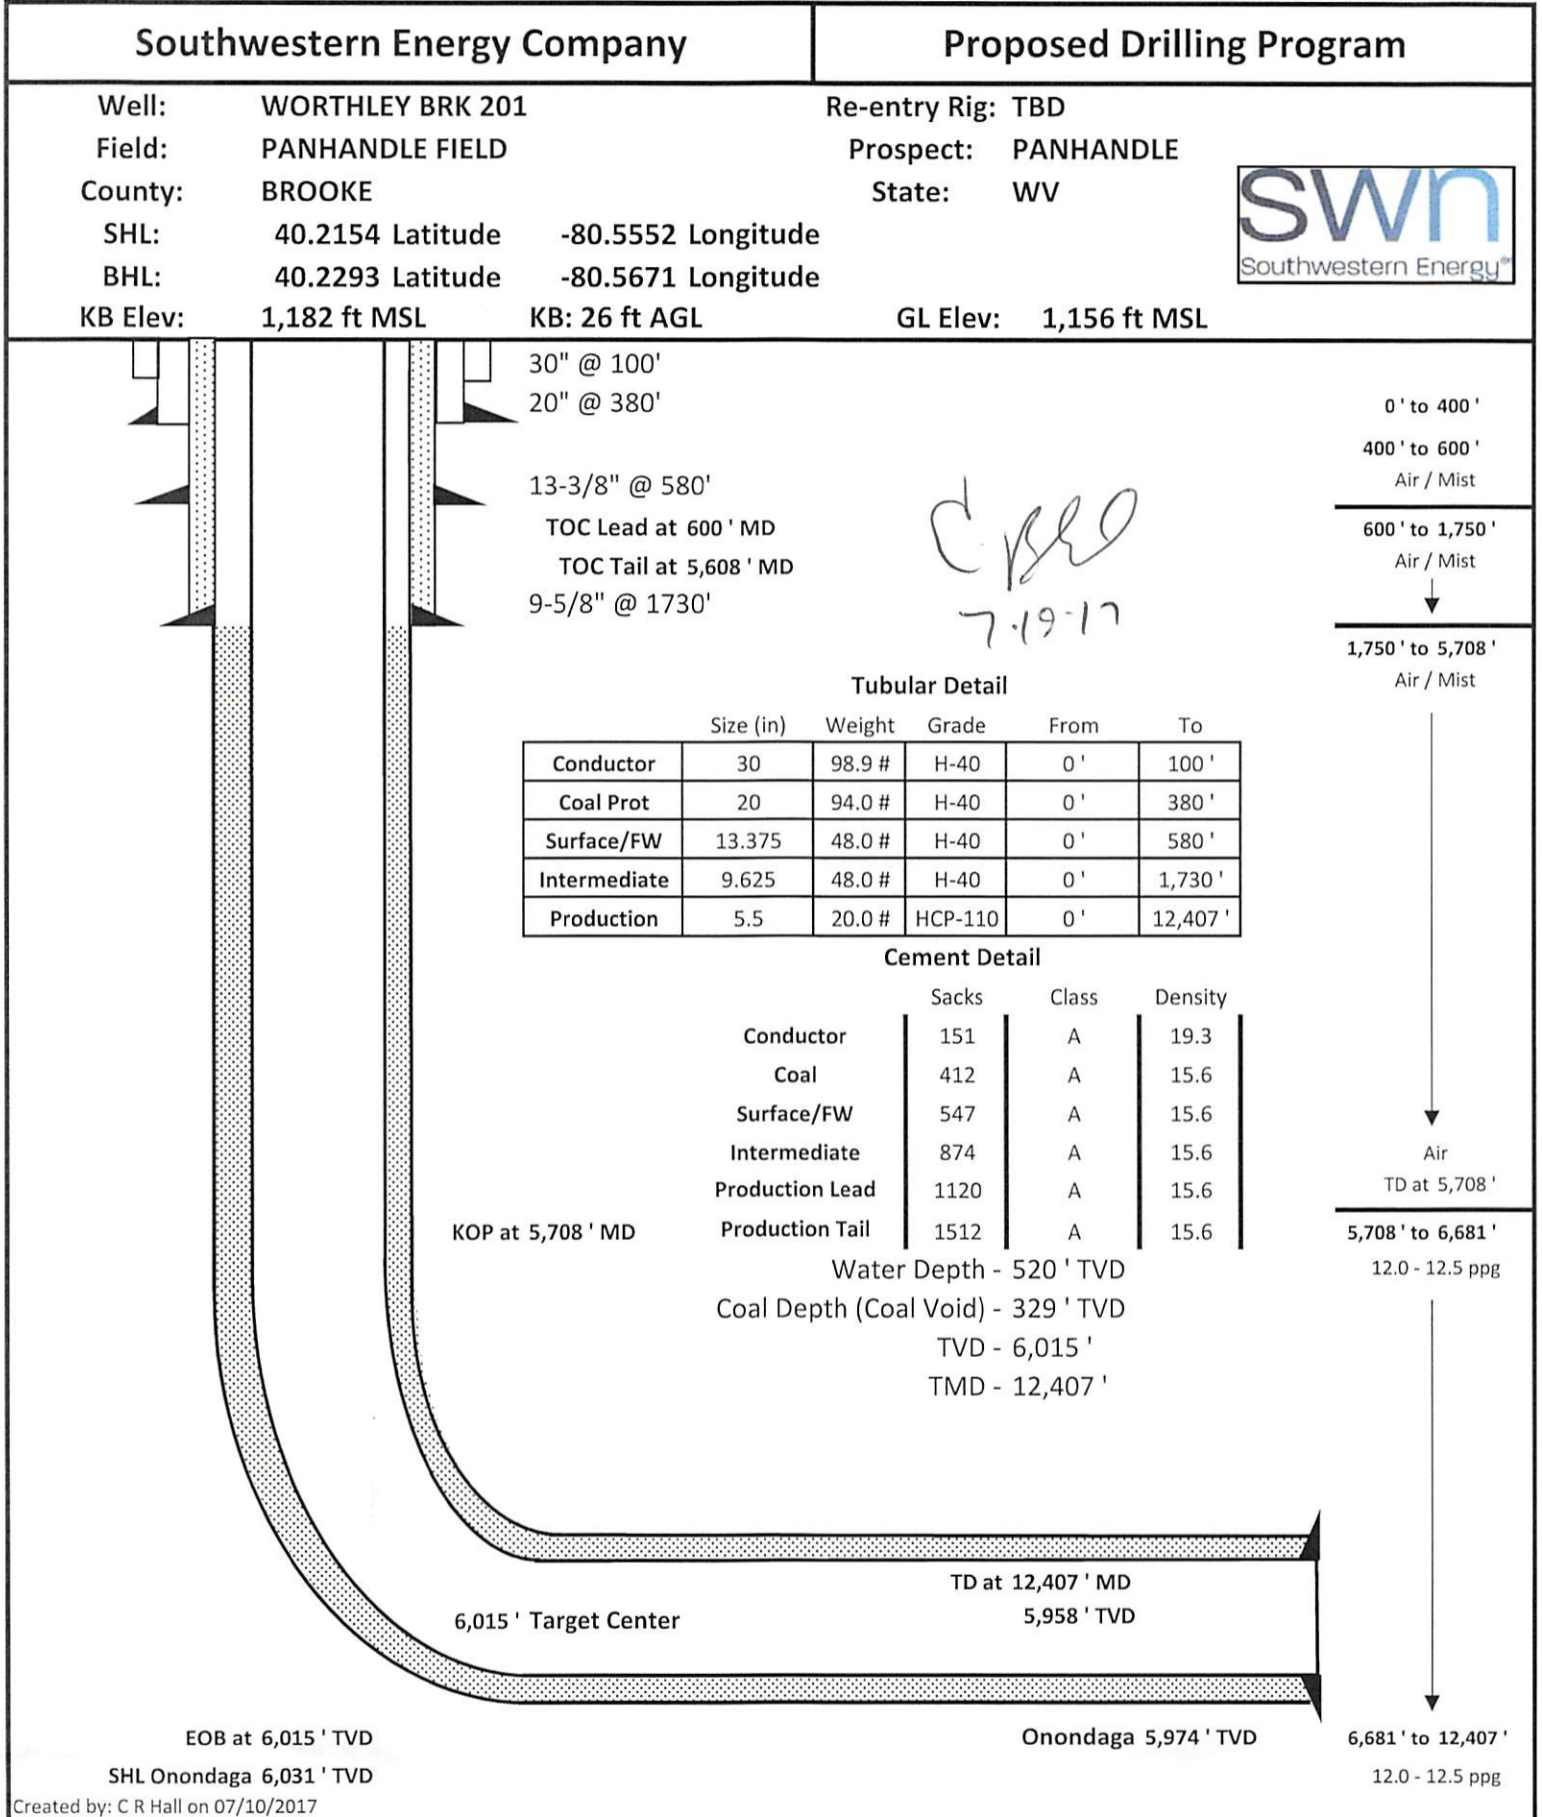 Southwestern Energy Company
Proposed Drilling Program
Well: WORTHLEY BRK 201 Re-entry Rig: TBD
Field: PANHANDLE FIELD Prospect: PANHANDLE
County: BROOKE State: WV
SHL: 40.2154 Latitude -80.5552 Longitude
BHL: 40.2293 Latitude -80.5671 Longitude
KB Elev: 1,182 ft MSL KB: 26 ft AGL GL Elev: 1,156 ft MSL
swn
Southwestern Energy®
30" @ 100'
20" @ 380'
0 ' to 400 '
400 ' to 600 '
Air / Mist
13-3/8" @ 580'
TOC Lead at 600 ' MD
TOC Tail at 5,608 ' MD
9-5/8" @ 1730'
7-19-17
600 ' to 1,750 '
Air / Mist
1,750 ' to 5,708 '
Air / Mist
Tubular Detail
Size (in) Weight Grade From To
Conductor 30 98.9 # H-40 0 ' 100 '
Coal Prot 20 94.0 # H-40 0 ' 380 '
Surface/FW 13.375 48.0 # H-40 0 ' 580 '
Intermediate 9.625 48.0 # H-40 0 ' 1,730 '
Production 5.5 20.0 # HCP-110 0 ' 12,407 '
Cement Detail
Sacks Class Density
Conductor 151 A 19.3
Coal 412 A 15.6
Surface/FW 547 A 15.6
Intermediate 874 A 15.6
Production Lead 1120 A 15.6
Production Tail 1512 A 15.6
Air
TD at 5,708 '
KOP at 5,708 ' MD
5,708 ' to 6,681 '
12.0 - 12.5 ppg
Water Depth - 520 ' TVD
Coal Depth (Coal Void) - 329 ' TVD
TVD - 6,015 '
TMD - 12,407 '
TD at 12,407 ' MD
5,958 ' TVD
6,015 ' Target Center
EOB at 6,015 ' TVD
Onondaga 5,974 ' TVD
6,681 ' to 12,407 '
SHL Onondaga 6,031 ' TVD
12.0 - 12.5 ppg
Created by: C R Hall on 07/10/2017